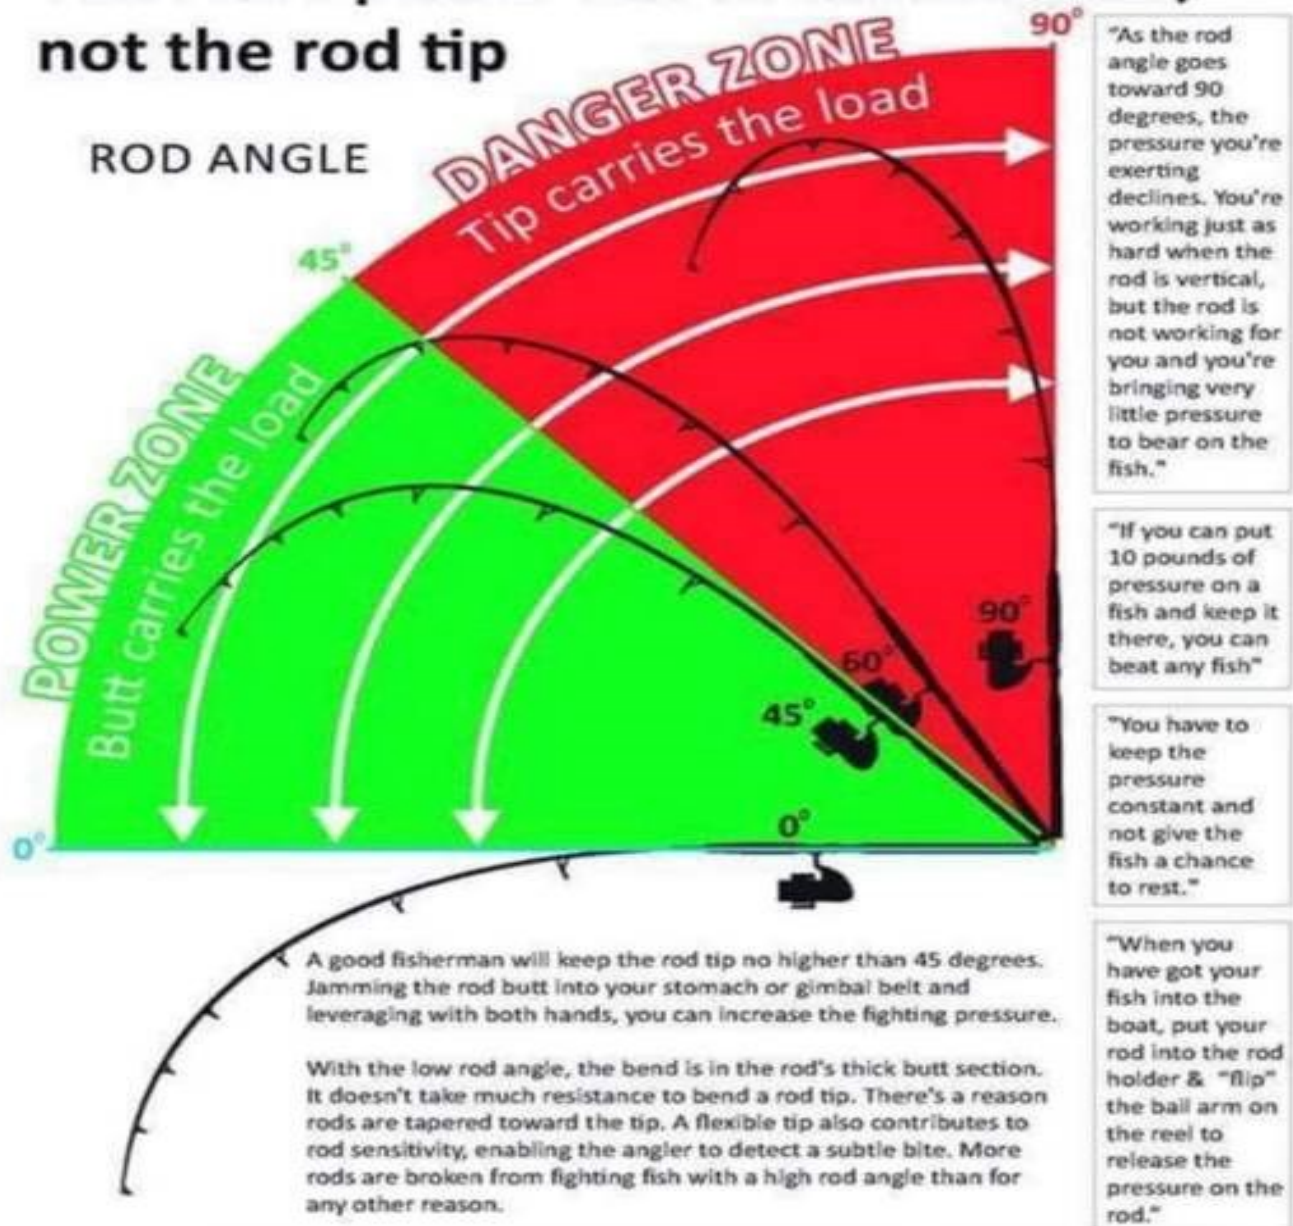 not the rod tip
ROD ANGLE
DANGER ZONE
Tip carries the load
90°
45°
POWER ZONE
Butt carries the load
0°
90°
60°
45°
0°
A good fisherman will keep the rod tip no higher than 45 degrees.
Jamming the rod butt into your stomach or gimbal belt and
leveraging with both hands, you can increase the fighting pressure.
With the low rod angle, the bend is in the rod's thick butt section.
It doesn't take much resistance to bend a rod tip. There's a reason
rods are tapered toward the tip. A flexible tip also contributes to
rod sensitivity, enabling the angler to detect a subtle bite. More
rods are broken from fighting fish with a high rod angle than for
any other reason.
"As the rod
angle goes
toward 90
degrees, the
pressure you're
exerting
declines. You're
working just as
hard when the
rod is vertical,
but the rod is
not working for
you and you're
bringing very
little pressure
to bear on the
fish."
"If you can put
10 pounds of
pressure on a
fish and keep it
there, you can
beat any fish"
"You have to
keep the
pressure
constant and
not give the
fish a chance
to rest."
"When you
have got your
fish into the
boat, put your
rod into the rod
holder & "flip"
the bail arm on
the reel to
release the
pressure on the
rod."